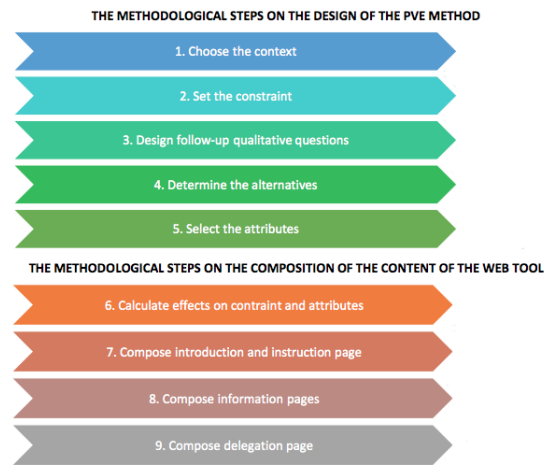 THE METHODOLOGICAL STEPS ON THE DESIGN OF THE PVE METHOD
1. Choose the context
2. Set the constraint
3. Design follow-up qualitative questions
4. Determine the alternatives
5. Select the attributes
THE METHODOLOGICAL STEPS ON THE COMPOSITION OF THE CONTENT OF THE WEB TOOL
6. Calculate effects on contraint and attributes
7. Compose introduction and instruction page
8. Compose information pages
9. Compose delegation page